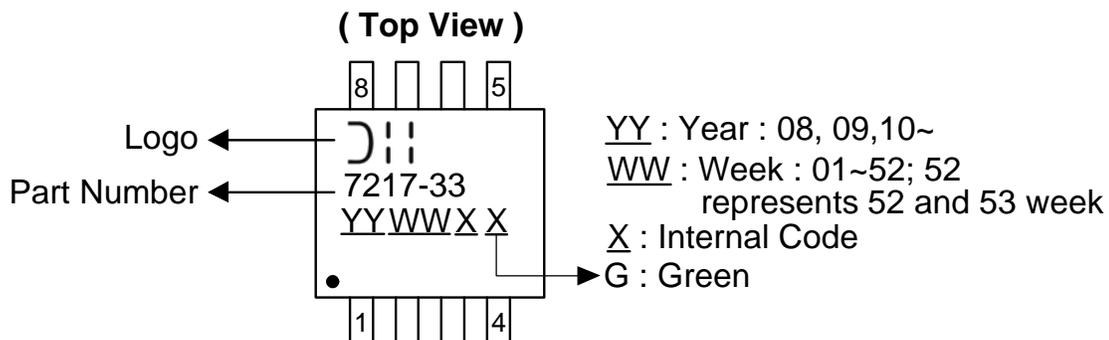 ( Top View )
8 5
Logo
Part Number
7217-33
YYWWX X
1 4
YY : Year : 08, 09,10~
WW : Week : 01~52; 52
represents 52 and 53 week
X : Internal Code
G : Green